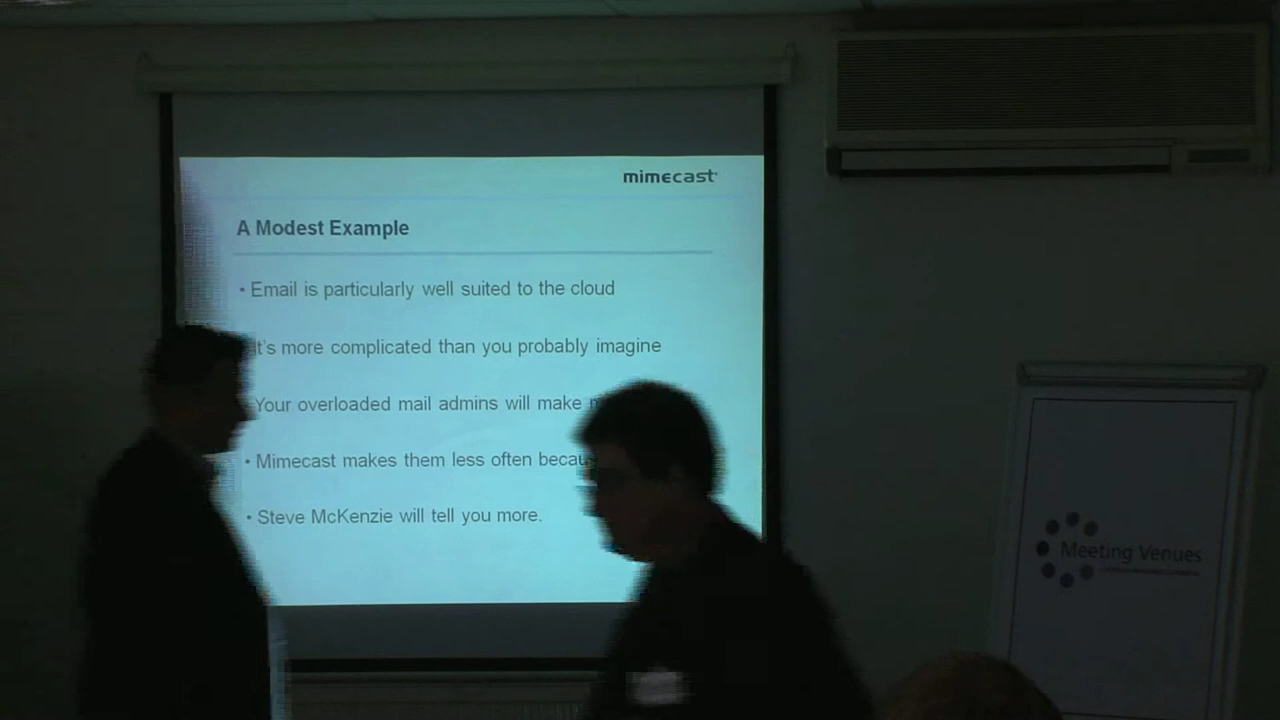 mimecast
A Modest Example
• Email is particularly well suited to the cloud
It's more complicated than you probably imagine
Your overloaded mail admins will make
• Mimecast makes them less often
• Steve McKenzie will tell you more.
Meeting Venues